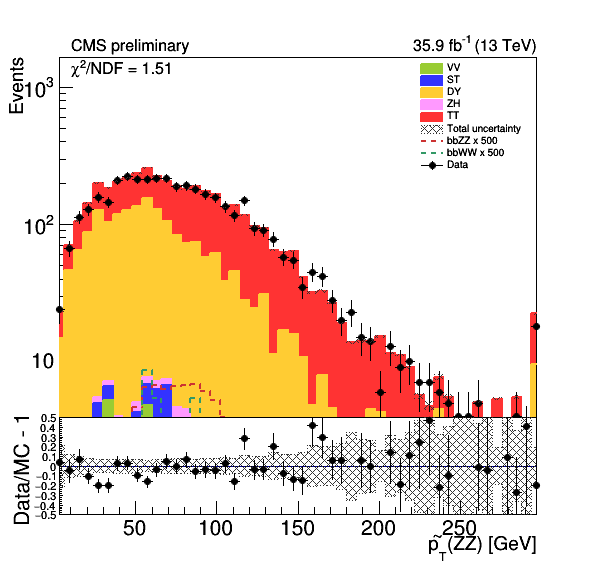 CMS preliminary
35.9 fb⁻¹ (13 TeV)
χ²/NDF = 1.51
Events
10³
10²
10
VV
ST
DY
ZH
TT
Total uncertainty
bbZZ x 500
bbWW x 500
Data
Data/MC - 1
0.5
0.4
0.3
0.2
0.1
0
-0.1
-0.2
-0.3
-0.4
-0.5
50
100
150
200
250
p̃_T(ZZ) [GeV]